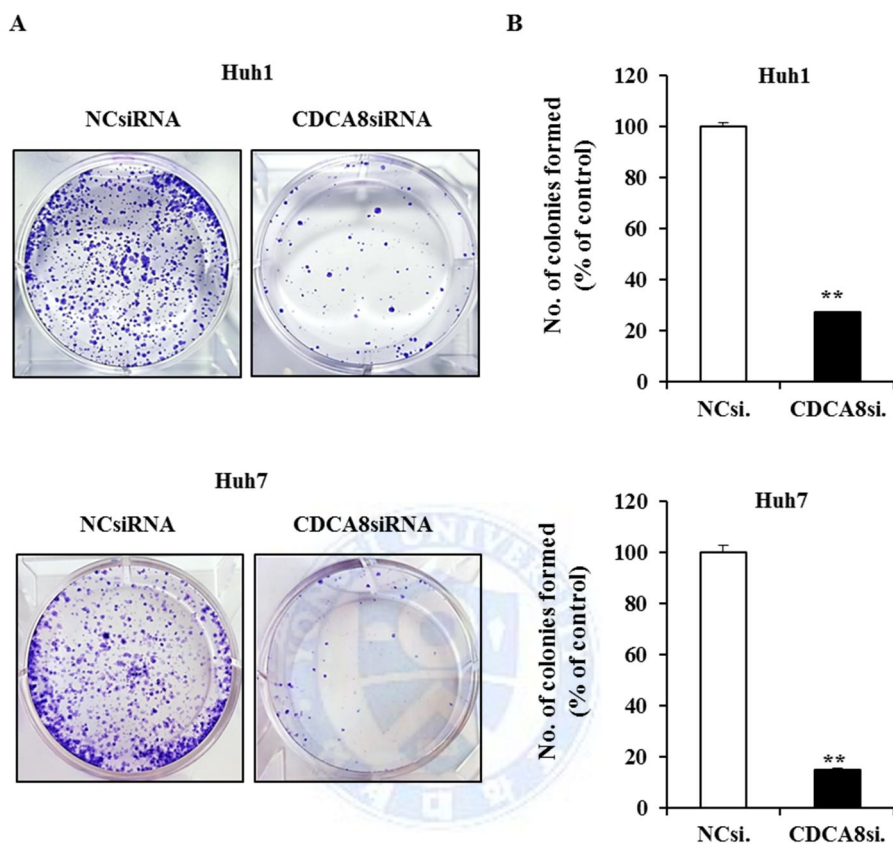 A
Huh1
NCsiRNA CDCA8siRNA
Huh7
NCsiRNA CDCA8siRNA
B
Huh1
No. of colonies formed
(% of control)
120
100
80
60
40
20
0
**
NCsi. CDCA8si.
Huh7
No. of colonies formed
(% of control)
120
100
80
60
40
20
0
**
NCsi. CDCA8si.